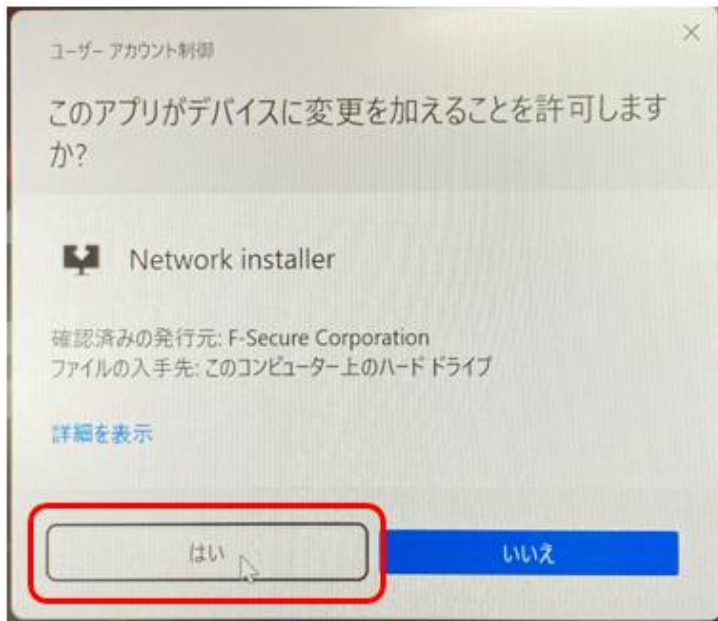 ユーザー アカウント制御
このアプリがデバイスに変更を加えることを許可します
か?
Network installer
確認済みの発行元: F-Secure Corporation
ファイルの入手先: このコンピューター上のハード ドライブ
詳細を表示
はい
いいえ